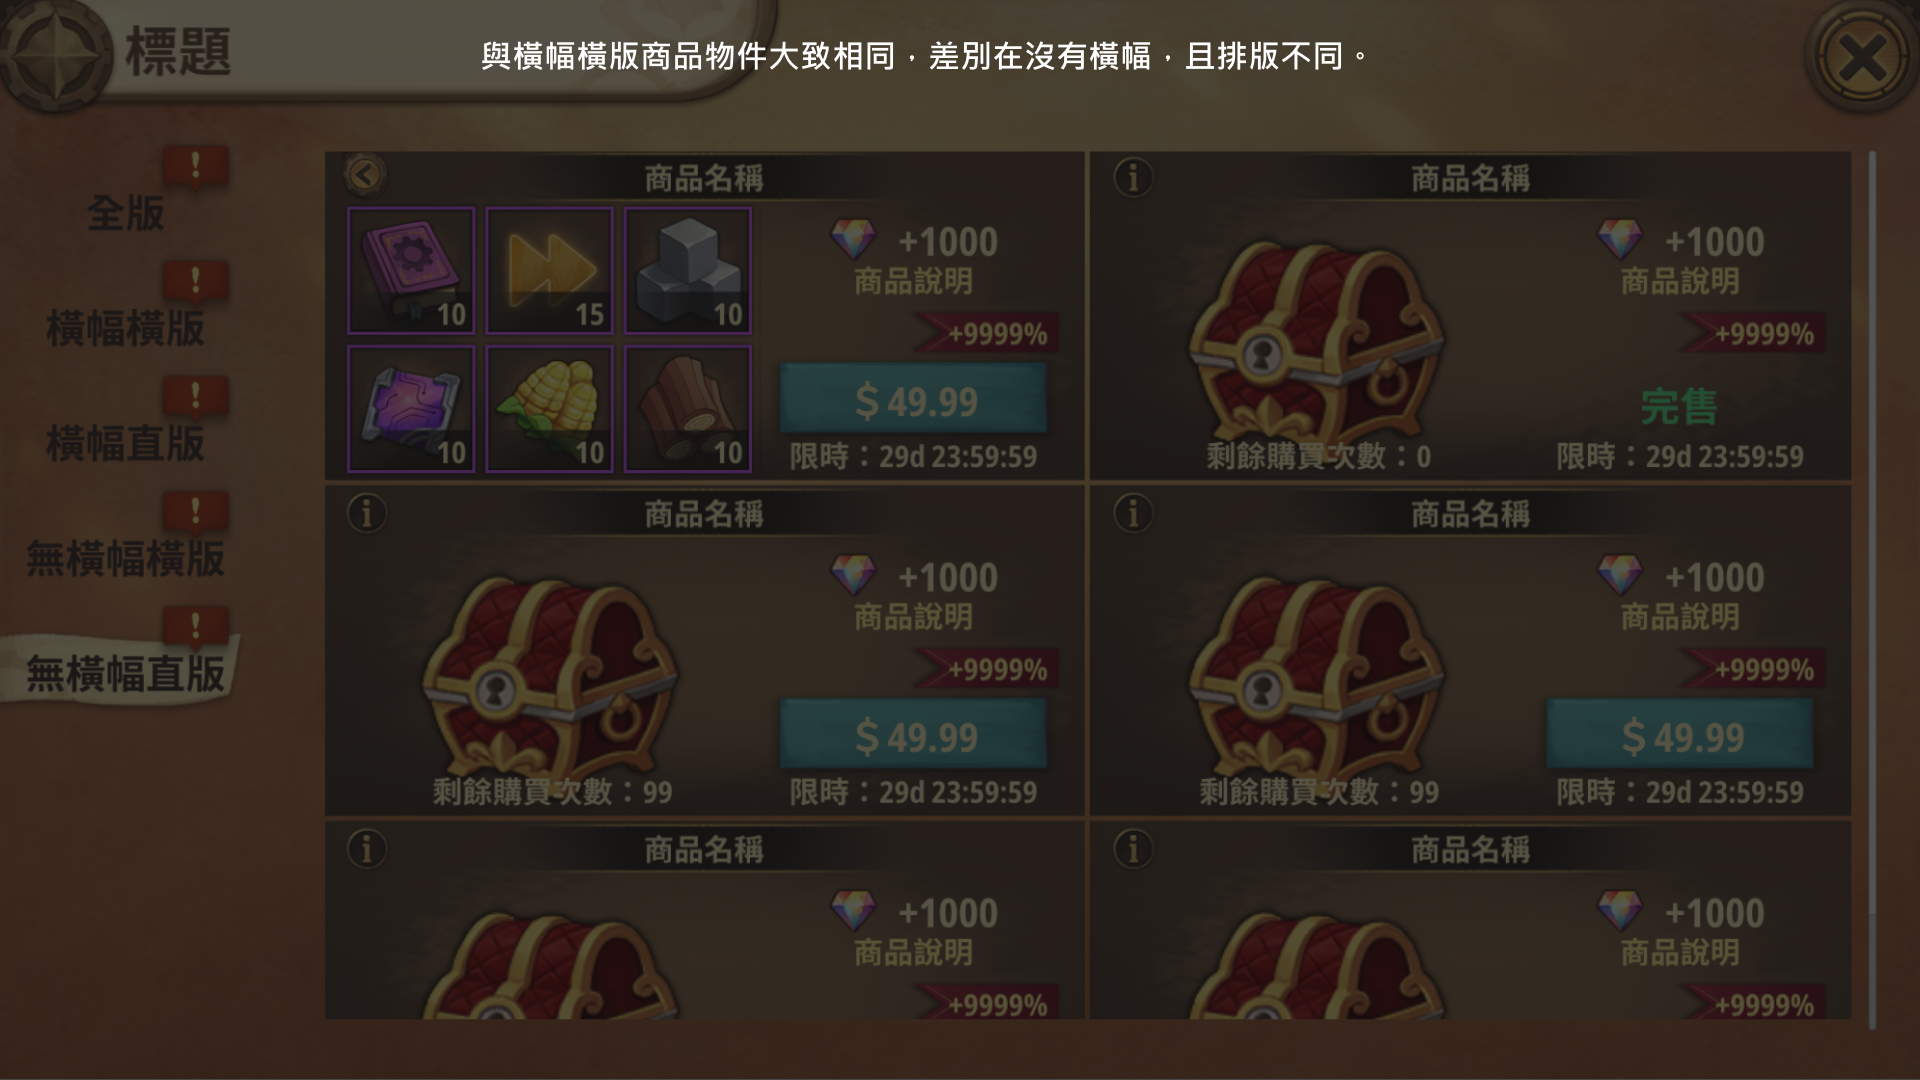 標題
與橫幅橫版商品物件大致相同，差別在沒有橫幅，且排版不同。
全版
橫幅橫版
橫幅直版
無橫幅橫版
無橫幅直版
商品名稱
10
15
10
10
10
10
+1000
商品說明
+9999%
$ 49.99
限時：29d 23:59:59
商品名稱
+1000
商品說明
+9999%
完售
剩餘購買次數：0
限時：29d 23:59:59
商品名稱
+1000
商品說明
+9999%
$ 49.99
剩餘購買次數：99
限時：29d 23:59:59
商品名稱
+1000
商品說明
+9999%
$ 49.99
剩餘購買次數：99
限時：29d 23:59:59
商品名稱
+1000
商品說明
+9999%
商品名稱
+1000
商品說明
+9999%